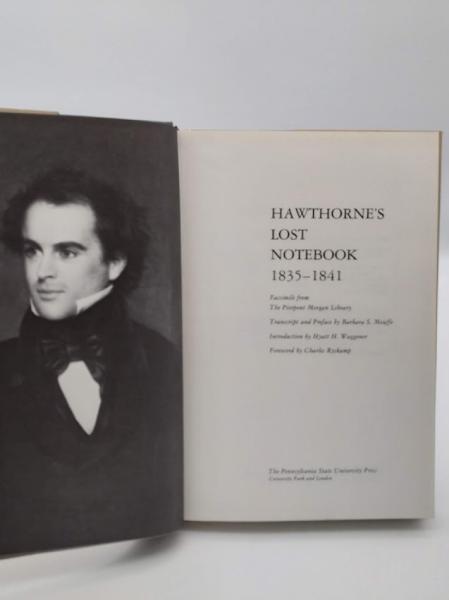 HAWTHORNE'S
LOST
NOTEBOOK
1835–1841
Facsimile from
The Pierpont Morgan Library
Transcript and Preface by Barbara S. Mouffe
Introduction by Hyatt H. Waggoner
Foreword by Charles Ryskamp
The Pennsylvania State University Press
University Park and London